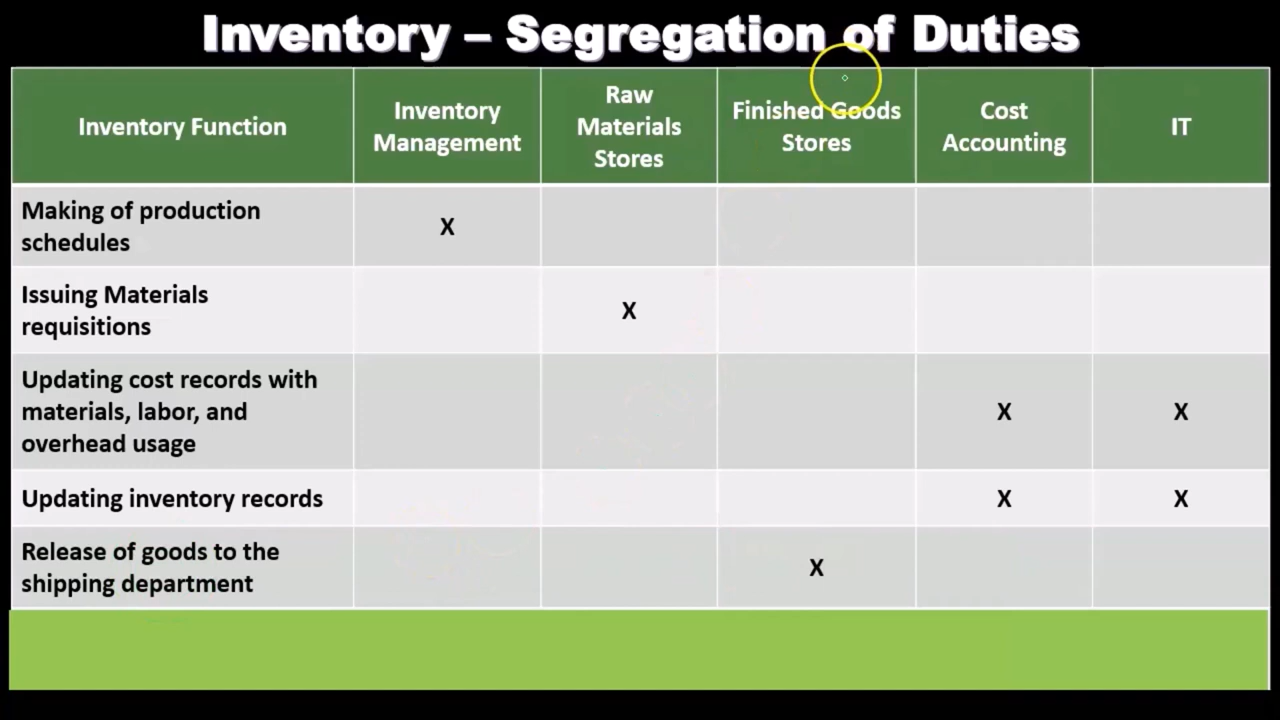 Inventory – Segregation of Duties
Inventory Function
Inventory
Management
Raw
Materials
Stores
Finished Goods
Stores
Cost
Accounting
IT
Making of production
schedules
X
Issuing Materials
requisitions
X
Updating cost records with
materials, labor, and
overhead usage
X
X
Updating inventory records
X
X
Release of goods to the
shipping department
X